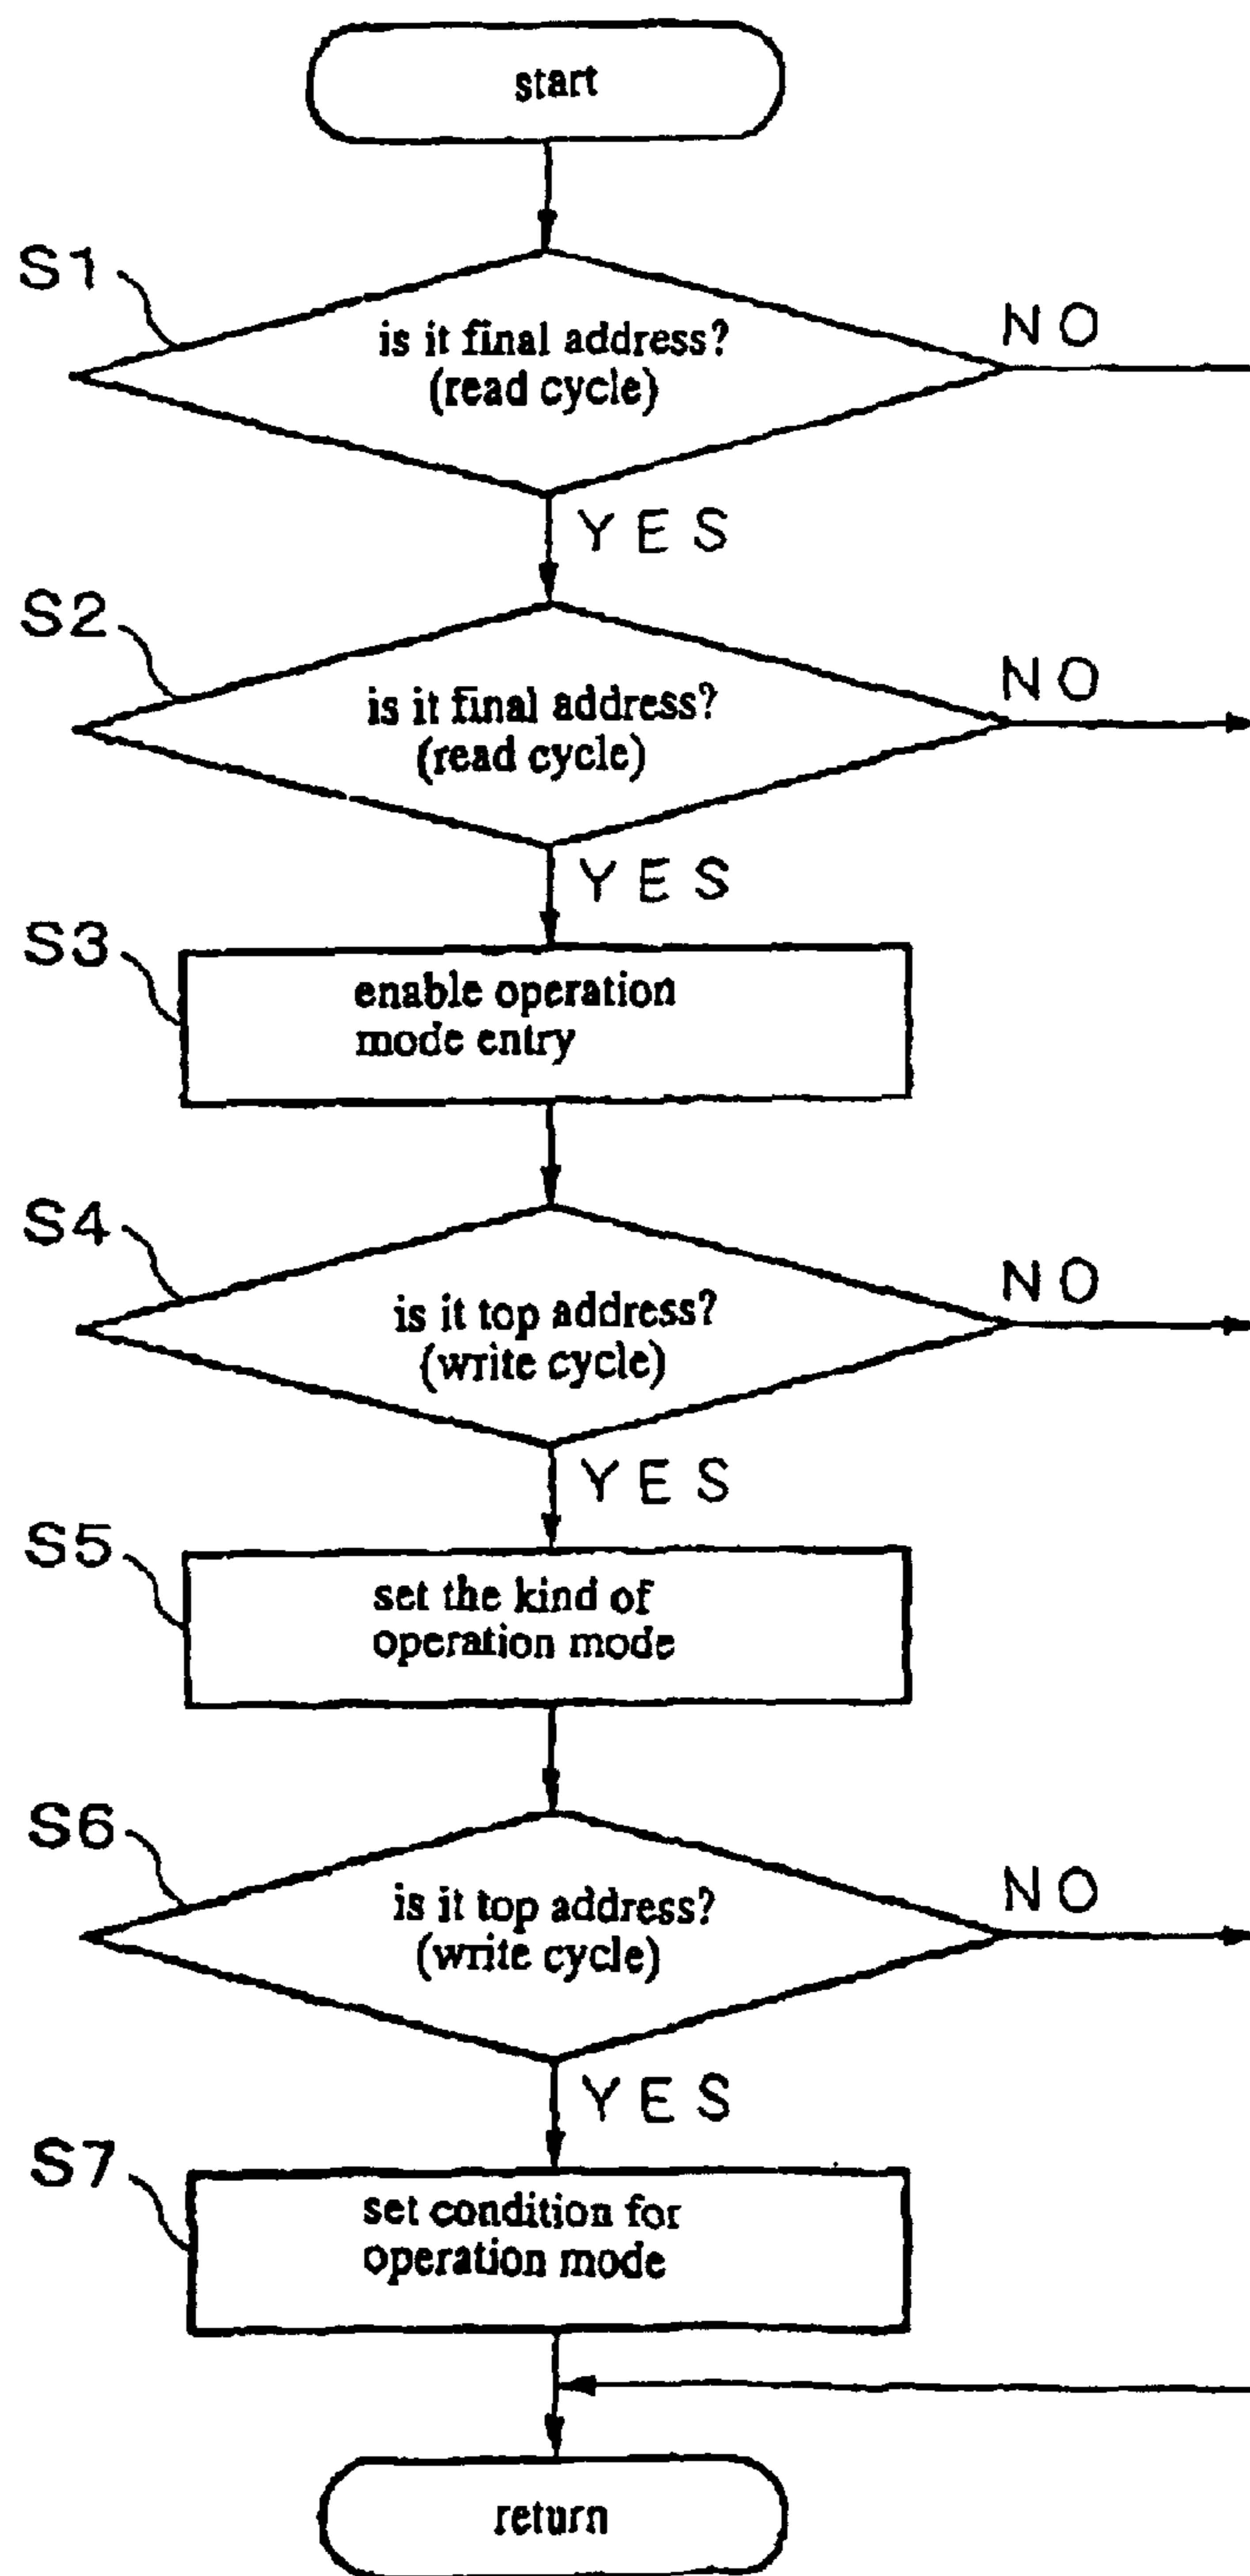 start
S1
is it final address?
(read cycle)
NO
YES
S2
is it final address?
(read cycle)
NO
YES
S3
enable operation
mode entry
S4
is it top address?
(write cycle)
NO
YES
S5
set the kind of
operation mode
S6
is it top address?
(write cycle)
NO
YES
S7
set condition for
operation mode
return